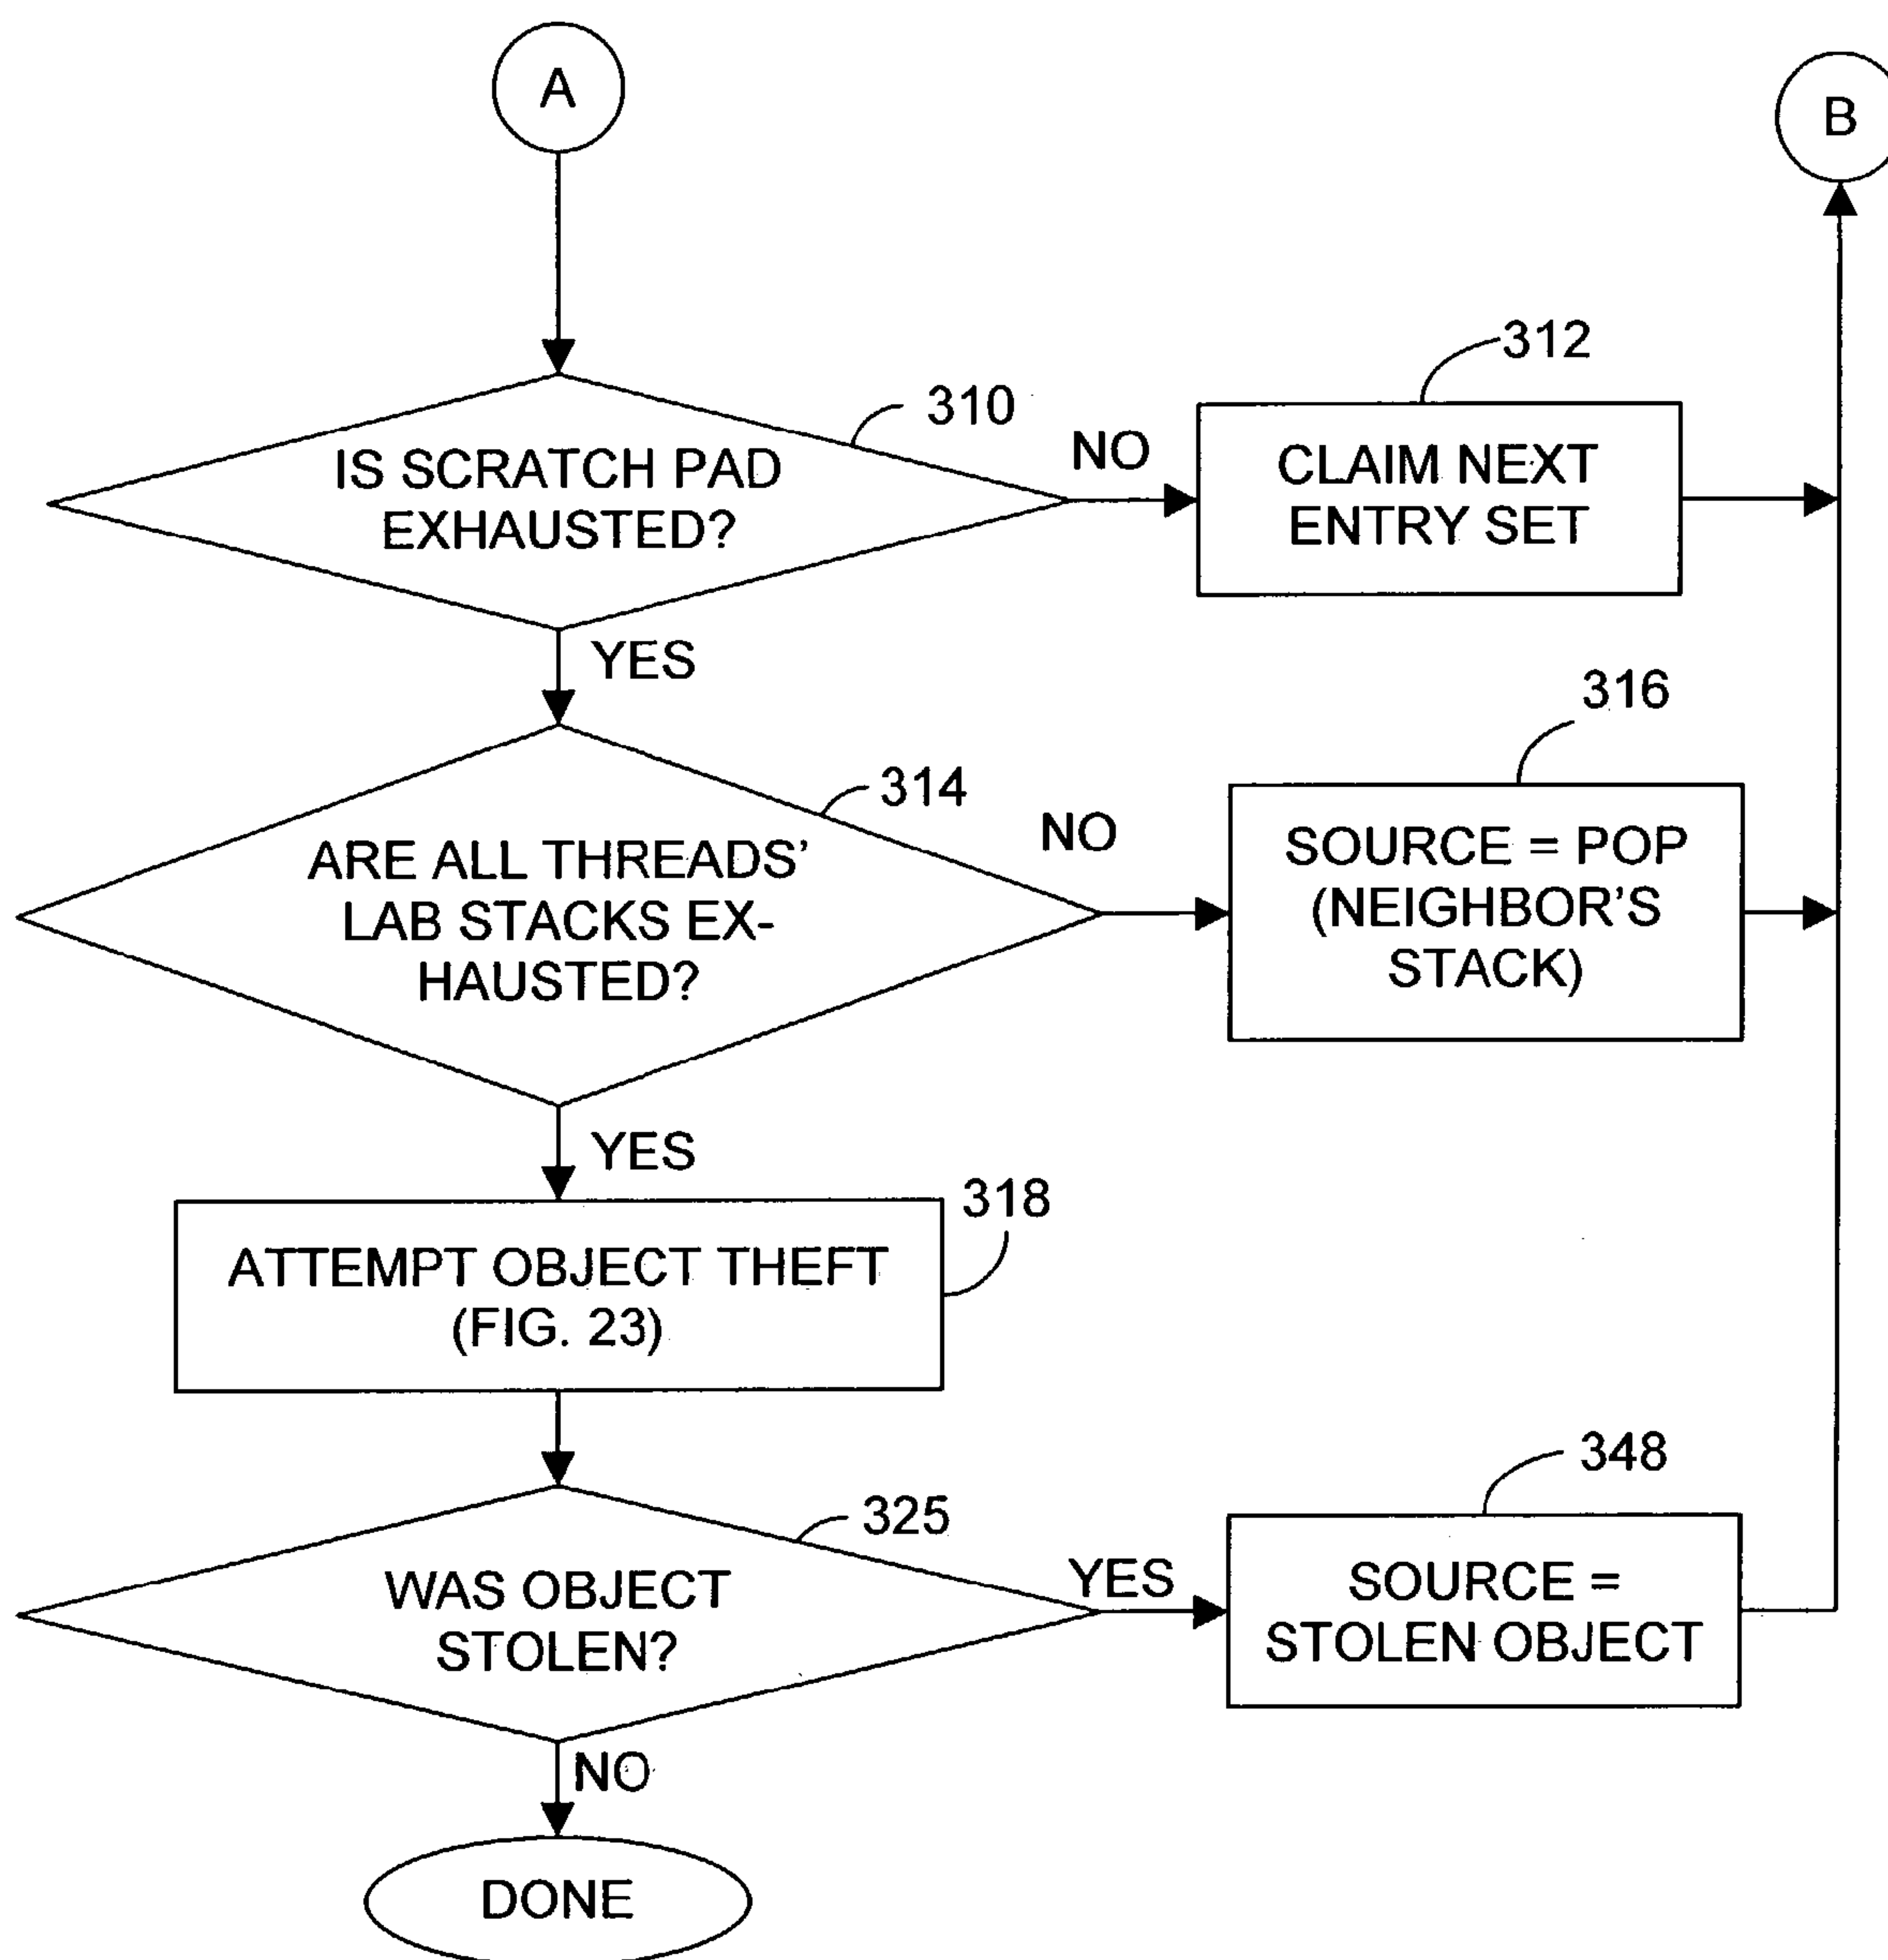 A
B
312
310
NO
IS SCRATCH PAD
EXHAUSTED?
CLAIM NEXT
ENTRY SET
YES
316
314
NO
ARE ALL THREADS'
LAB STACKS EX-
HAUSTED?
SOURCE = POP
(NEIGHBOR'S
STACK)
YES
318
ATTEMPT OBJECT THEFT
(FIG. 23)
348
325
YES
WAS OBJECT
STOLEN?
SOURCE =
STOLEN OBJECT
NO
DONE